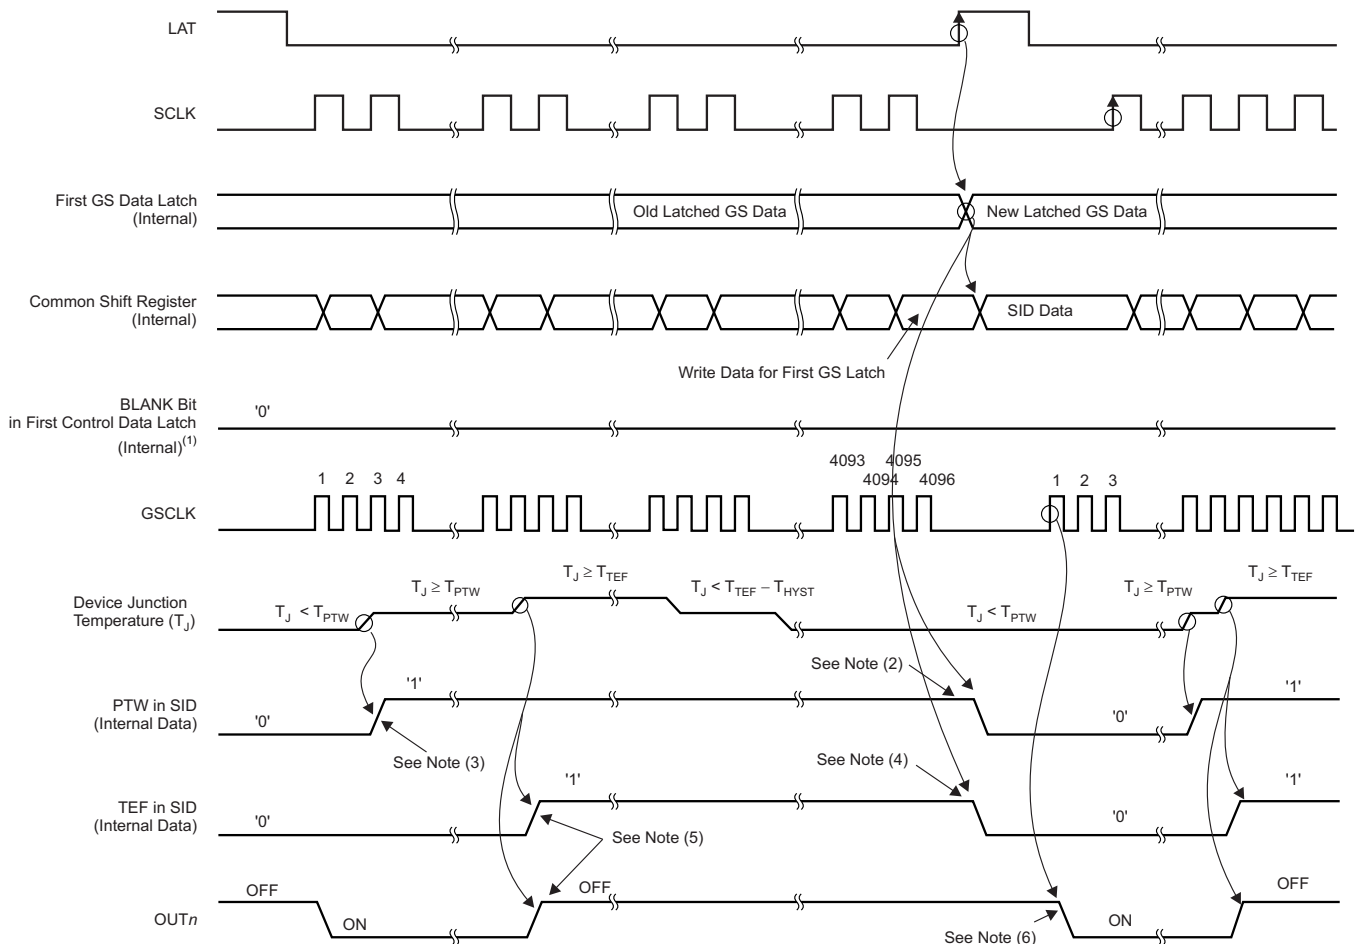 LAT
SCLK
First GS Data Latch
(Internal)
Old Latched GS Data
New Latched GS Data
Common Shift Register
(Internal)
SID Data
Write Data for First GS Latch
BLANK Bit
in First Control Data Latch
(Internal)(1)
'0'
4093 4095
1 2 3 4
4094 4096
1 2 3
GSCLK
Device Junction
Temperature (TJ)
TJ < TPTW
TJ ≥ TPTW
TJ ≥ TTEF
TJ < TTEF – THYST
TJ < TPTW
TJ ≥ TPTW
TJ ≥ TTEF
See Note (2)
PTW in SID
(Internal Data)
'0'
'1'
'0'
'1'
See Note (3)
See Note (4)
TEF in SID
(Internal Data)
'0'
'1'
'0'
'1'
See Note (5)
OUTn
OFF
ON
OFF
ON
OFF
See Note (6)